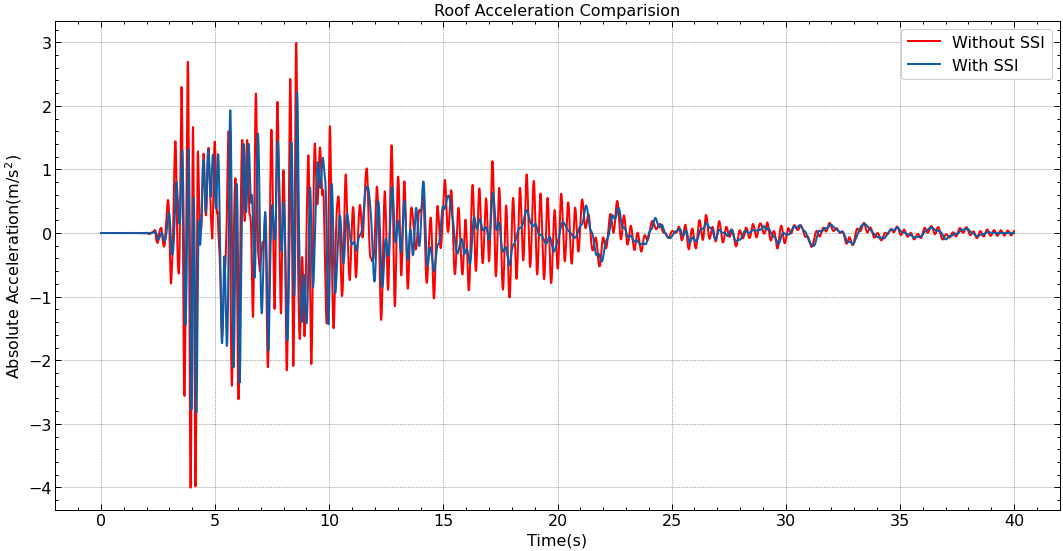 Roof Acceleration Comparision
Without SSI
With SSI
3
2
1
0
−1
−2
−3
−4
Absolute Acceleration(m/s²)
0 5 10 15 20 25 30 35 40
Time(s)